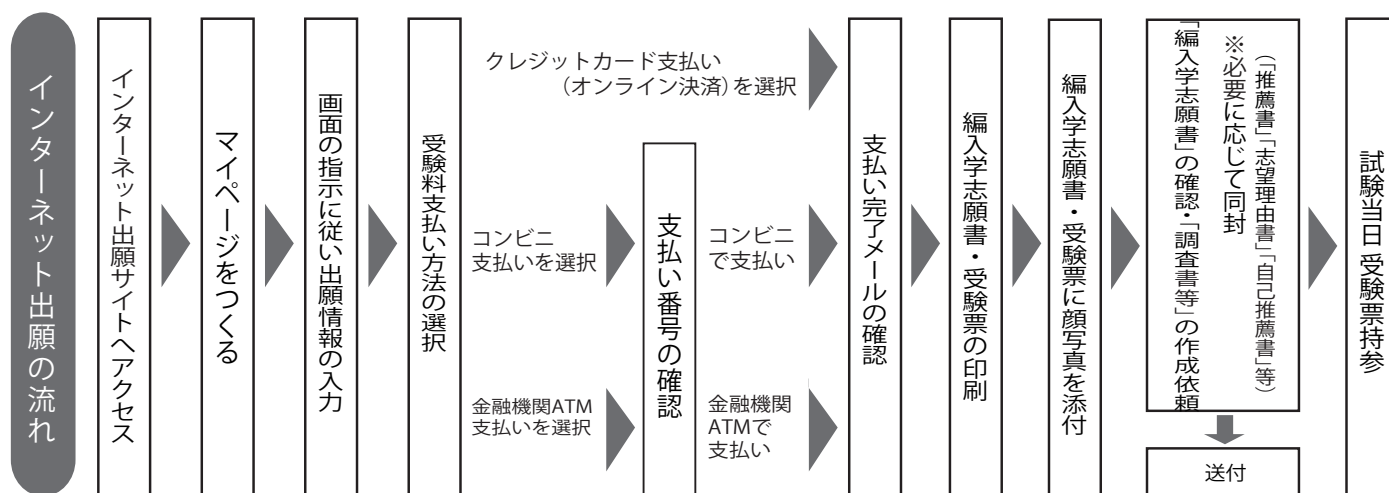 インターネット出願の流れ
インターネット出願サイトへアクセス
マイページをつくる
画面の指示に従い出願情報の入力
受験料支払い方法の選択
クレジットカード支払い
(オンライン決済)を選択
コンビニ
支払いを選択
金融機関ATM
支払いを選択
支払い番号の確認
コンビニ
で支払い
金融機関
ATMで
支払い
支払い完了メールの確認
編入学志願書・受験票の印刷
編入学志願書・受験票に顔写真を添付
「編入学志願書」の確認・「調査書等」の作成依頼
※必要に応じて同封
(「推薦書」「志望理由書」「自己推薦書」等)
送付
試験当日 受験票持参